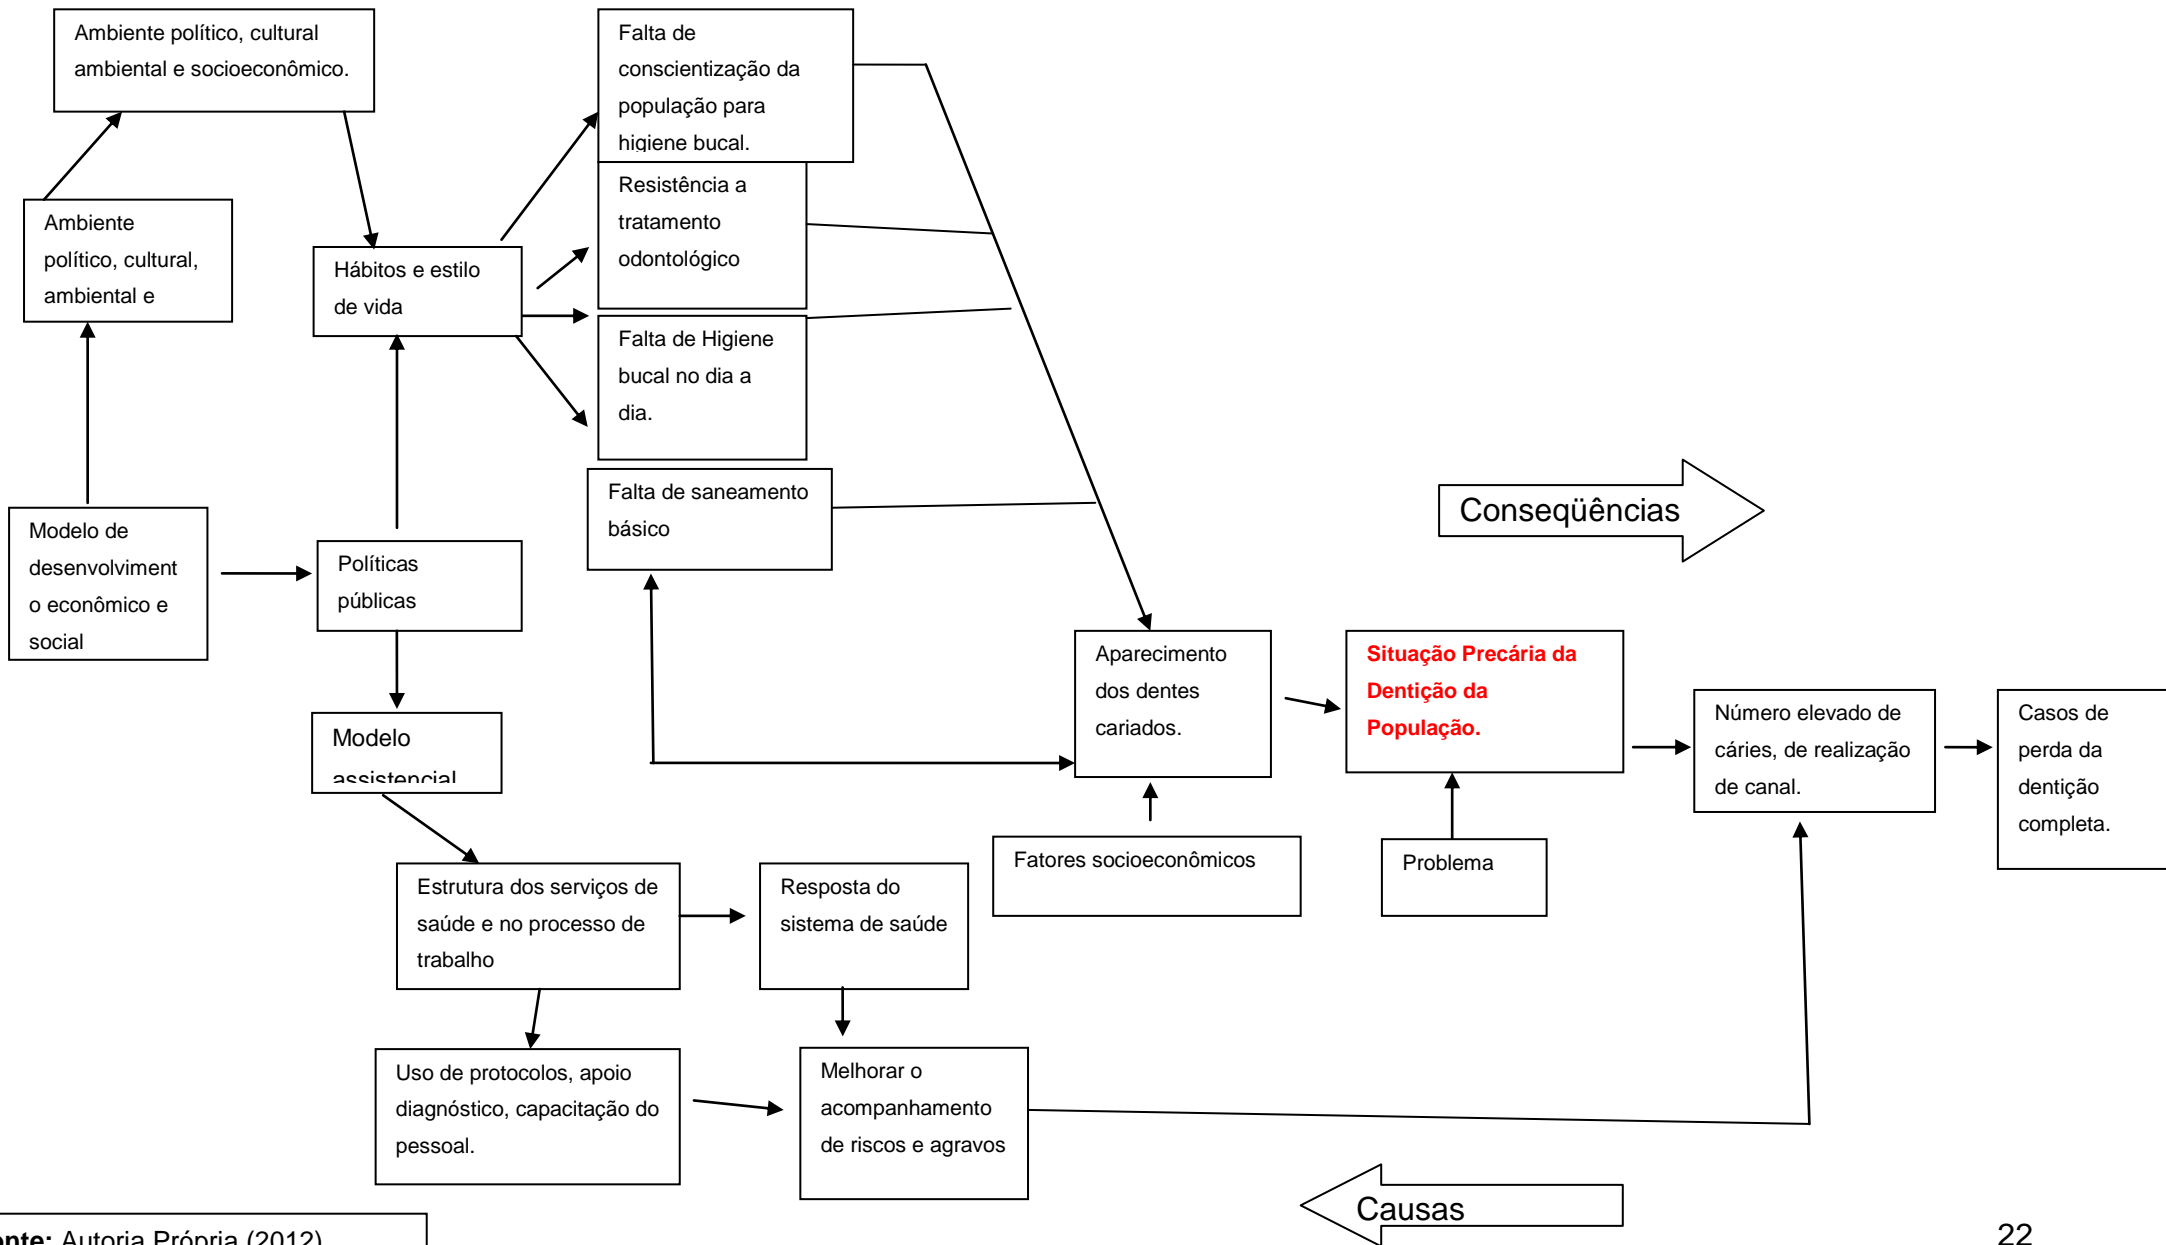 Ambiente político, cultural
ambiental e socioeconômico.
Falta de
conscientização da
população para
higiene bucal.
Resistência a
tratamento
odontológico
Ambiente
político, cultural,
ambiental e
Hábitos e estilo
de vida
Falta de Higiene
bucal no dia a
dia.
Falta de saneamento
básico
Conseqüências
Modelo de
desenvolviment
o econômico e
social
Políticas
públicas
Aparecimento
dos dentes
cariados.
Situação Precária da
Dentição da
População.
Número elevado de
cáries, de realização
de canal.
Casos de
perda da
dentição
completa.
Modelo
assistencial
Fatores socioeconômicos
Problema
Estrutura dos serviços de
saúde e no processo de
trabalho
Resposta do
sistema de saúde
Uso de protocolos, apoio
diagnóstico, capacitação do
pessoal.
Melhorar o
acompanhamento
de riscos e agravos
Causas
onte: Autoria Própria (2012)
22